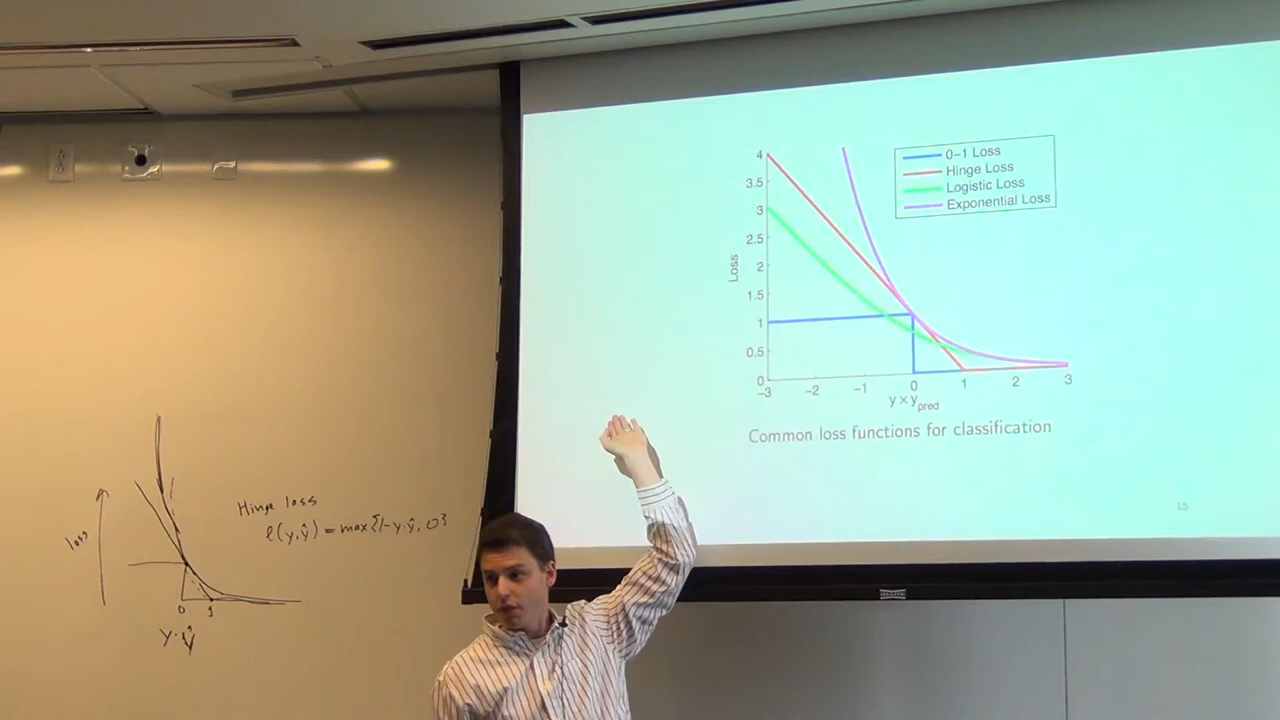 4
3.5
3
2.5
2
1.5
1
0.5
0
Loss
-3 -2 -1 0 1 2 3
y × y_pred
0-1 Loss
Hinge Loss
Logistic Loss
Exponential Loss
Common loss functions for classification
15
Hinge loss
ℓ(y,ŷ) = max{1-y·ŷ, 0}
loss
0 1
y·ŷ